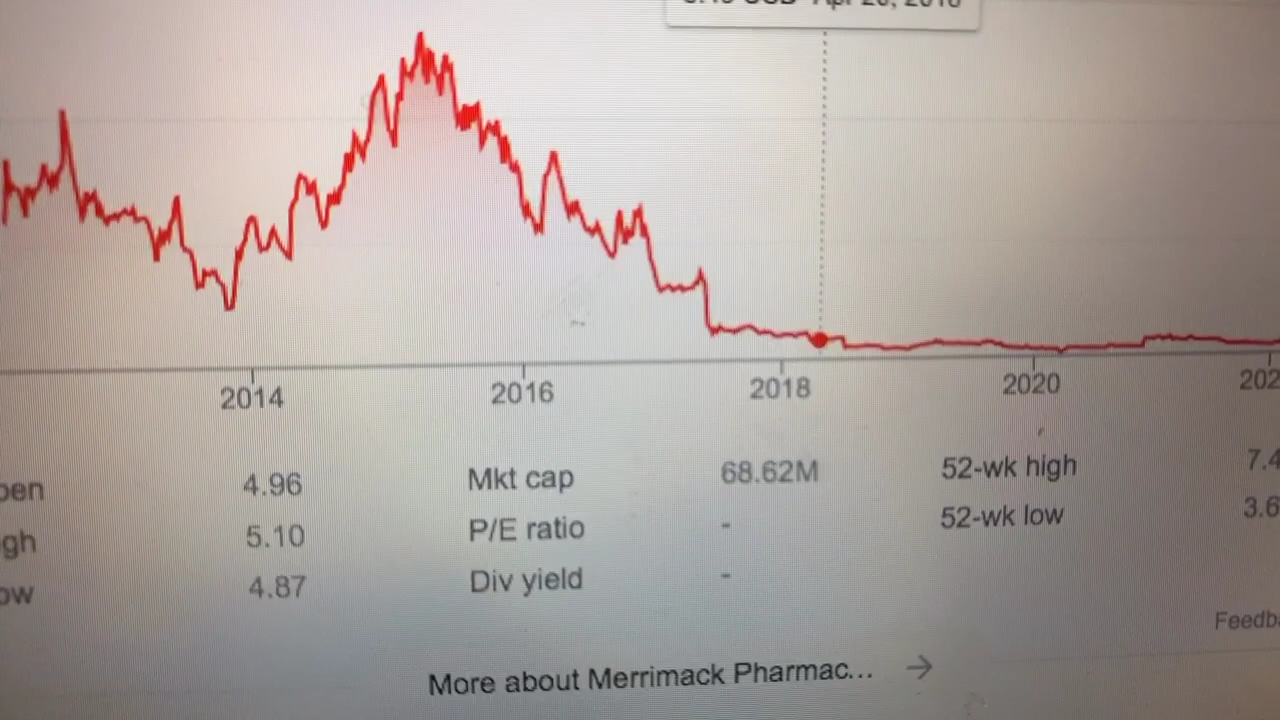 2014 2016 2018 2020
4.96 Mkt cap 68.62M 52-wk high
5.10 P/E ratio - 52-wk low
4.87 Div yield -
More about Merrimack Pharmac... →